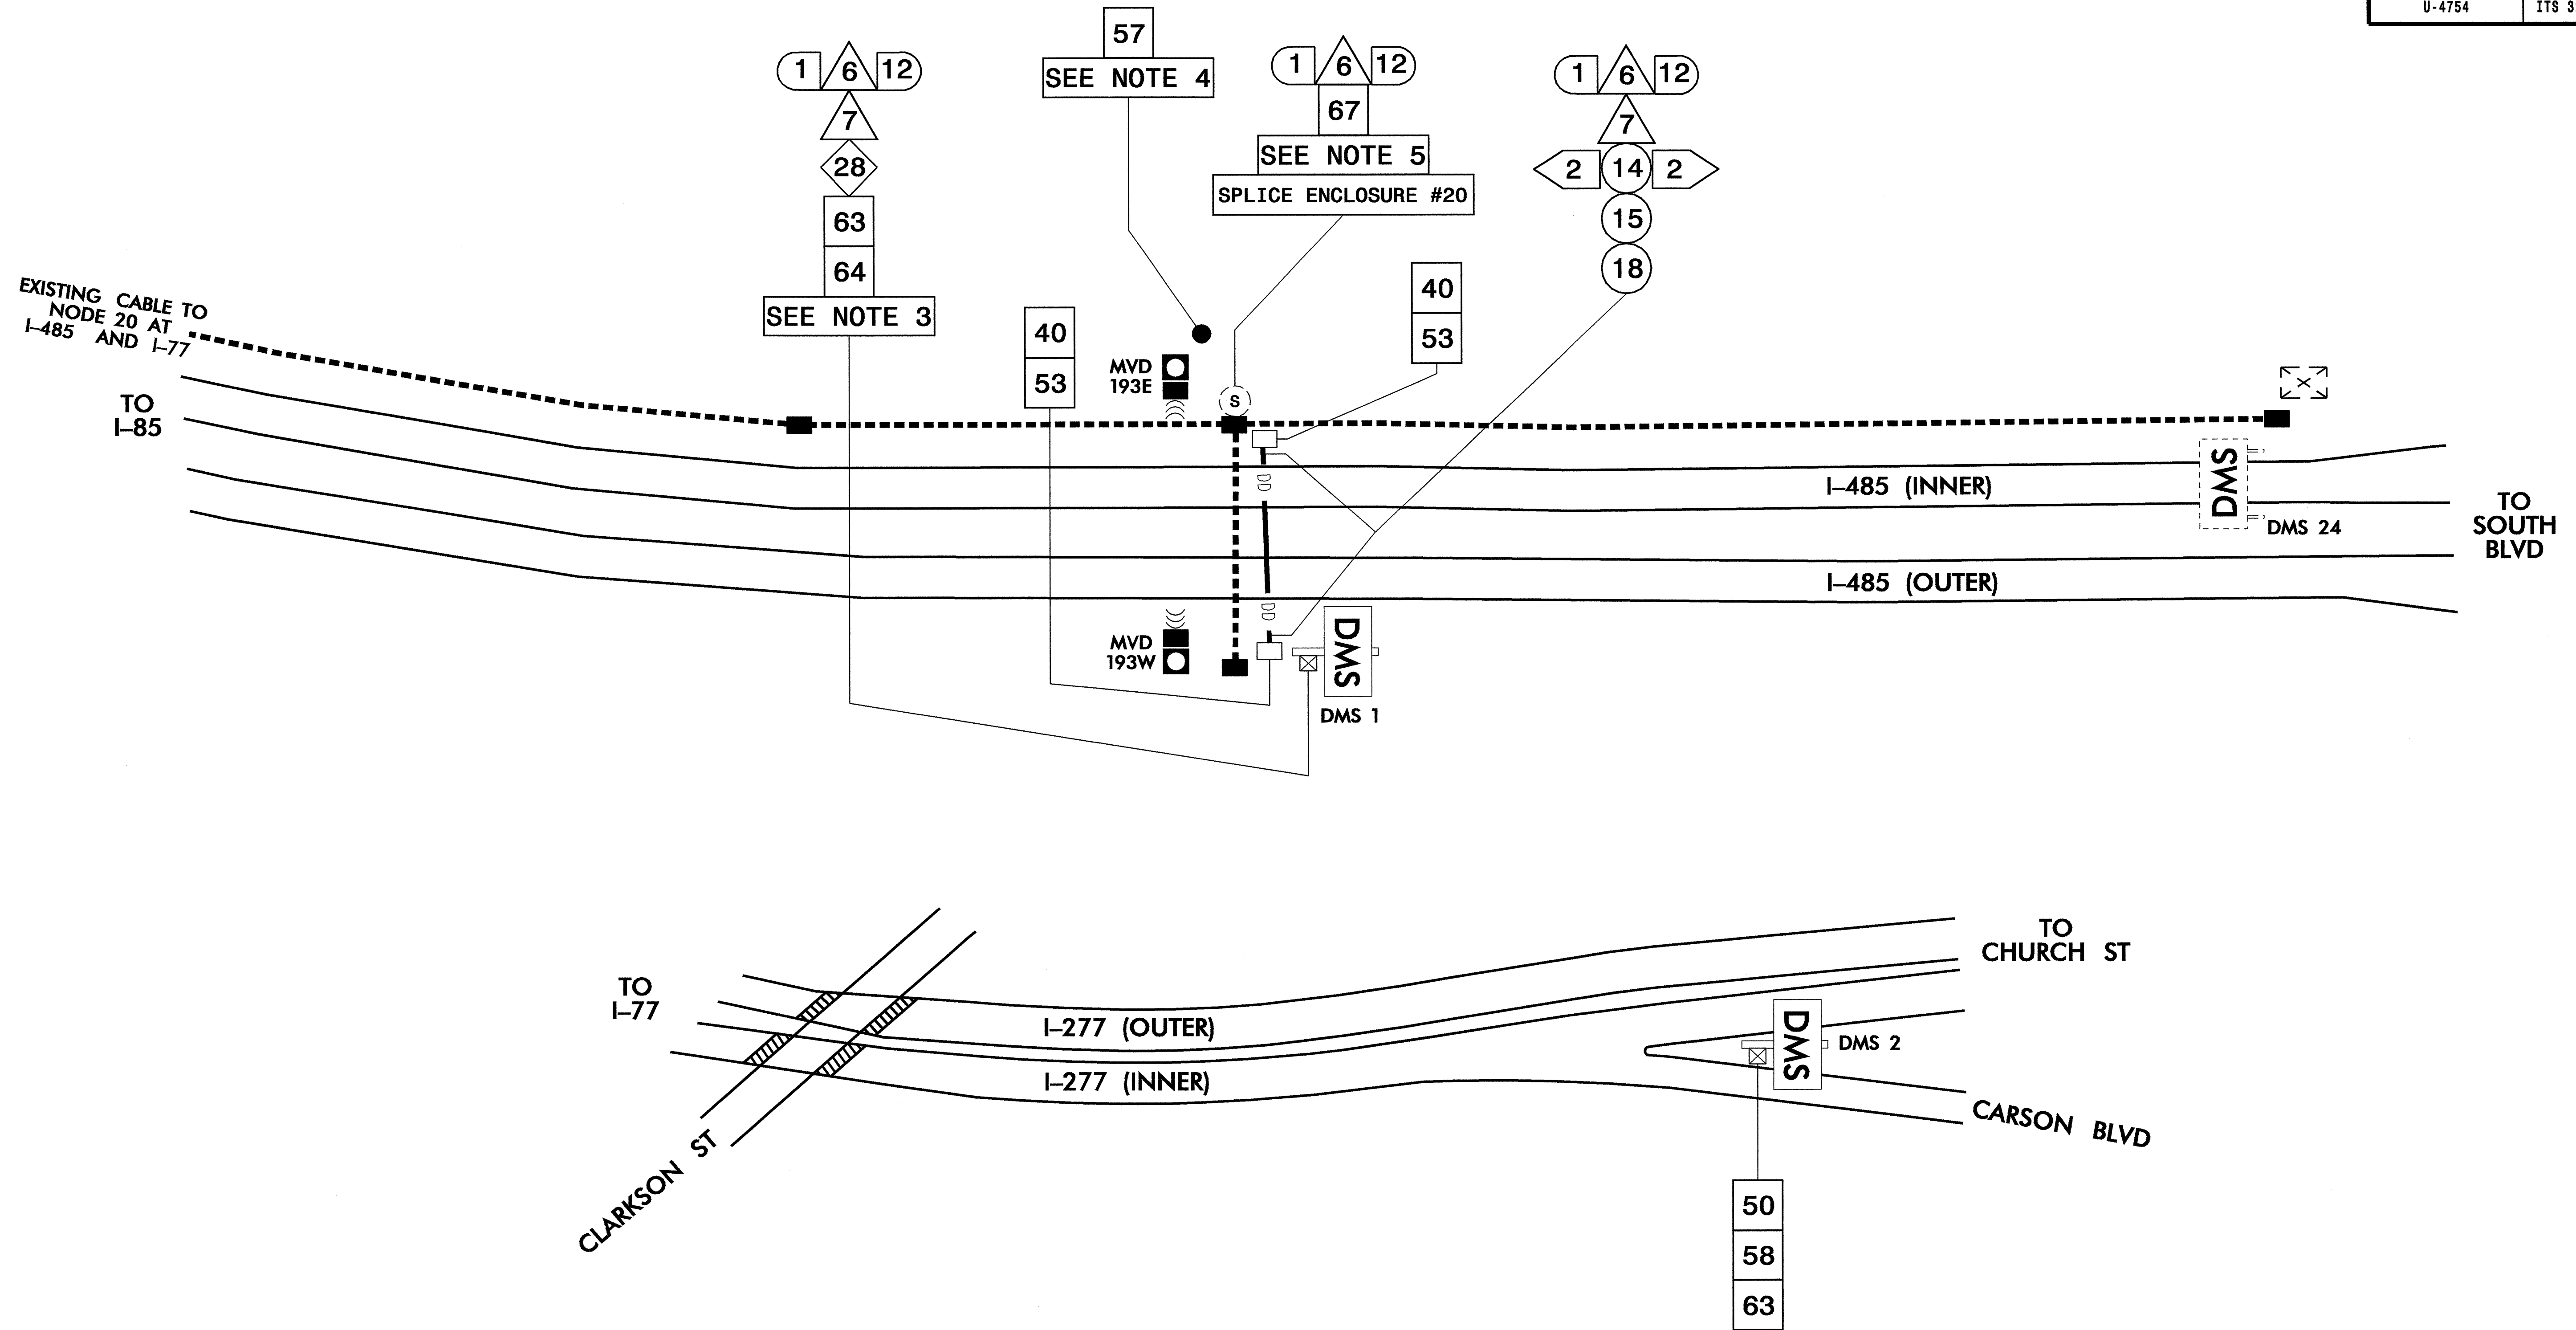 U-4754
ITS 3
57
SEE NOTE 4
1 6 12
7
28
63
64
SEE NOTE 3
1 6 12
67
SEE NOTE 5
SPLICE ENCLOSURE #20
1 6 12
7
2 14 2
15
18
40
53
40
53
EXISTING CABLE TO
NODE 20 AT
I-485 AND I-77
TO
I-85
MVD
193E
S
X
I-485 (INNER)
DMS
DMS 24
TO
SOUTH
BLVD
I-485 (OUTER)
MVD
193W
DMS
DMS 1
TO
CHURCH ST
TO
I-77
I-277 (OUTER)
I-277 (INNER)
DMS
DMS 2
CARSON BLVD
CLARKSON ST
50
58
63